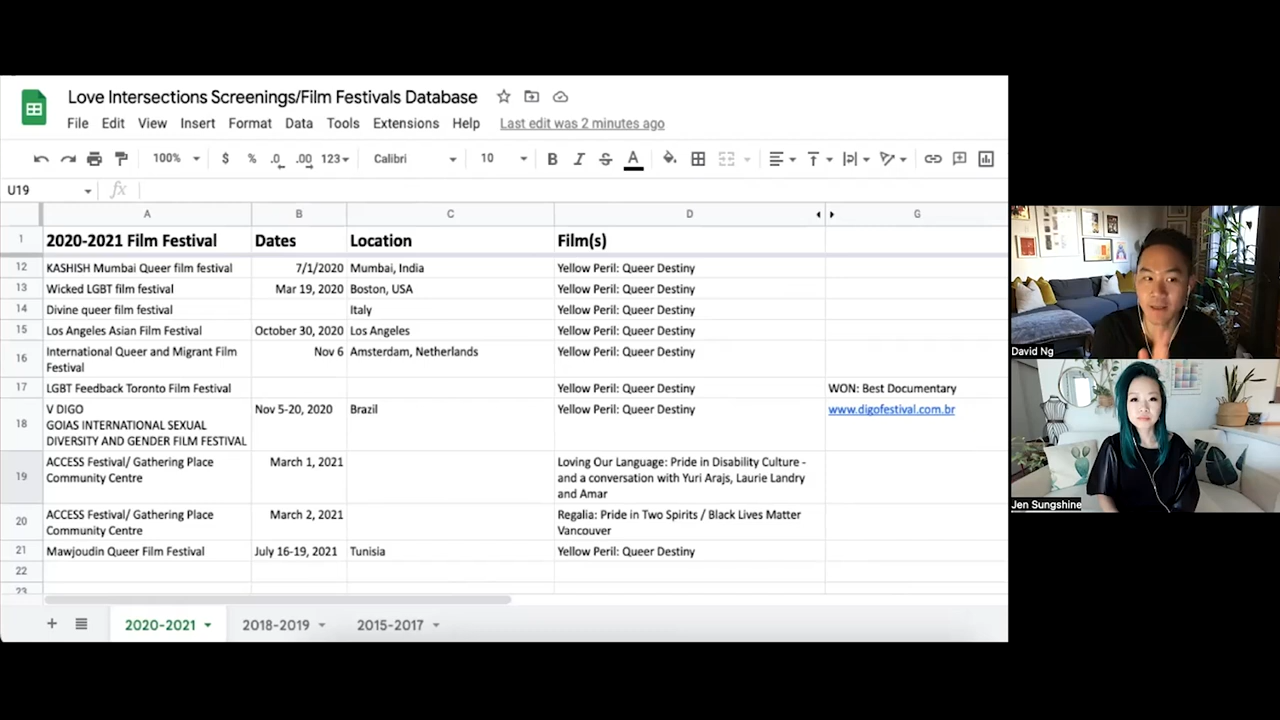 Love Intersections Screenings/Film Festivals Database
File Edit View Insert Format Data Tools Extensions Help Last edit was 2 minutes ago
100% $ % .0 .00 123 Calibri 10 B I S A
U19 fx
A B C D G
1 2020-2021 Film Festival Dates Location Film(s)
12 KASHISH Mumbai Queer film festival 7/1/2020 Mumbai, India Yellow Peril: Queer Destiny
13 Wicked LGBT film festival Mar 19, 2020 Boston, USA Yellow Peril: Queer Destiny
14 Divine queer film festival Italy Yellow Peril: Queer Destiny
15 Los Angeles Asian Film Festival October 30, 2020 Los Angeles Yellow Peril: Queer Destiny
16 International Queer and Migrant Film Nov 6 Amsterdam, Netherlands Yellow Peril: Queer Destiny
Festival
17 LGBT Feedback Toronto Film Festival Yellow Peril: Queer Destiny WON: Best Documentary
18 V DIGO Nov 5-20, 2020 Brazil Yellow Peril: Queer Destiny www.digofestival.com.br
GOIAS INTERNATIONAL SEXUAL
DIVERSITY AND GENDER FILM FESTIVAL
19 ACCESS Festival/ Gathering Place March 1, 2021 Loving Our Language: Pride in Disability Culture -
Community Centre and a conversation with Yuri Arajs, Laurie Landry
and Amar
20 ACCESS Festival/ Gathering Place March 2, 2021 Regalia: Pride in Two Spirits / Black Lives Matter
Community Centre Vancouver
21 Mawjoudin Queer Film Festival July 16-19, 2021 Tunisia Yellow Peril: Queer Destiny
22
23
+ 2020-2021 2018-2019 2015-2017
David Ng
Jen Sungshine